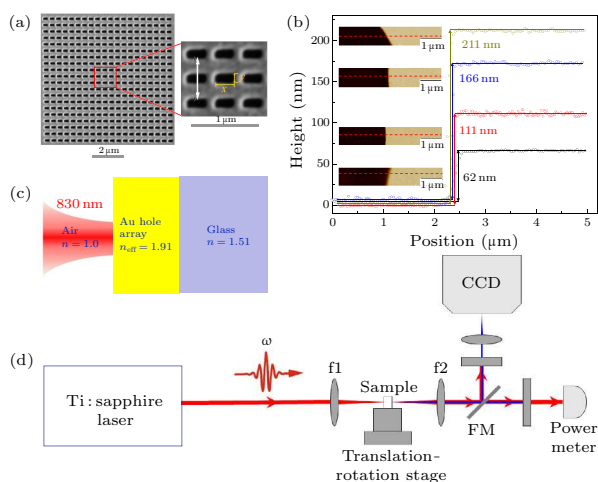 (a)
x
y
2 μm
1 μm
(b)
Height (nm)
200
150
100
50
0
1 μm
1 μm
1 μm
1 μm
211 nm
166 nm
111 nm
62 nm
0
1
2
3
4
5
Position (μm)
(c)
830 nm
Air
n = 1.0
Au hole
array
neff = 1.91
Glass
n = 1.51
(d)
Ti : sapphire
laser
ω
f1
Sample
Translation-
rotation stage
f2
FM
CCD
Power
meter